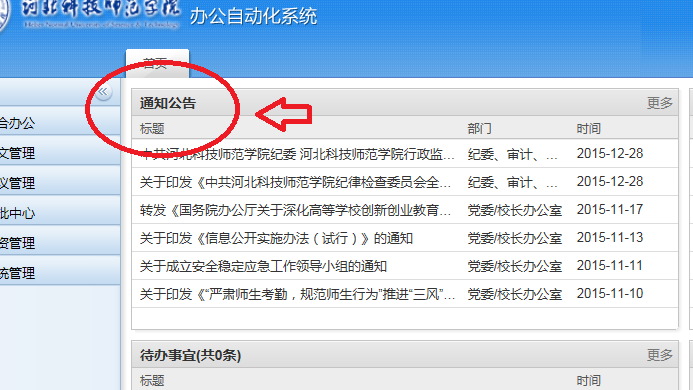 河北科技师范学院 办公自动化系统
Hebei Normal University of Science & Technology
首页
通知公告 更多
标题 部门 时间
中共河北科技师范学院纪委 河北科技师范学院行政监... 纪委、审计、... 2015-12-28
关于印发《中共河北科技师范学院纪律检查委员会全... 纪委、审计、... 2015-12-28
转发《国务院办公厅关于深化高等学校创新创业教育... 党委/校长办公室 2015-11-17
关于印发《信息公开实施办法（试行）》的通知 党委/校长办公室 2015-11-13
关于成立安全稳定应急工作领导小组的通知 党委/校长办公室 2015-11-11
关于印发《“严肃师生考勤，规范师生行为”推进“三风”... 党委/校长办公室 2015-11-10
待办事宜(共0条) 更多
标题
合办公
文管理
议管理
批中心
资管理
统管理